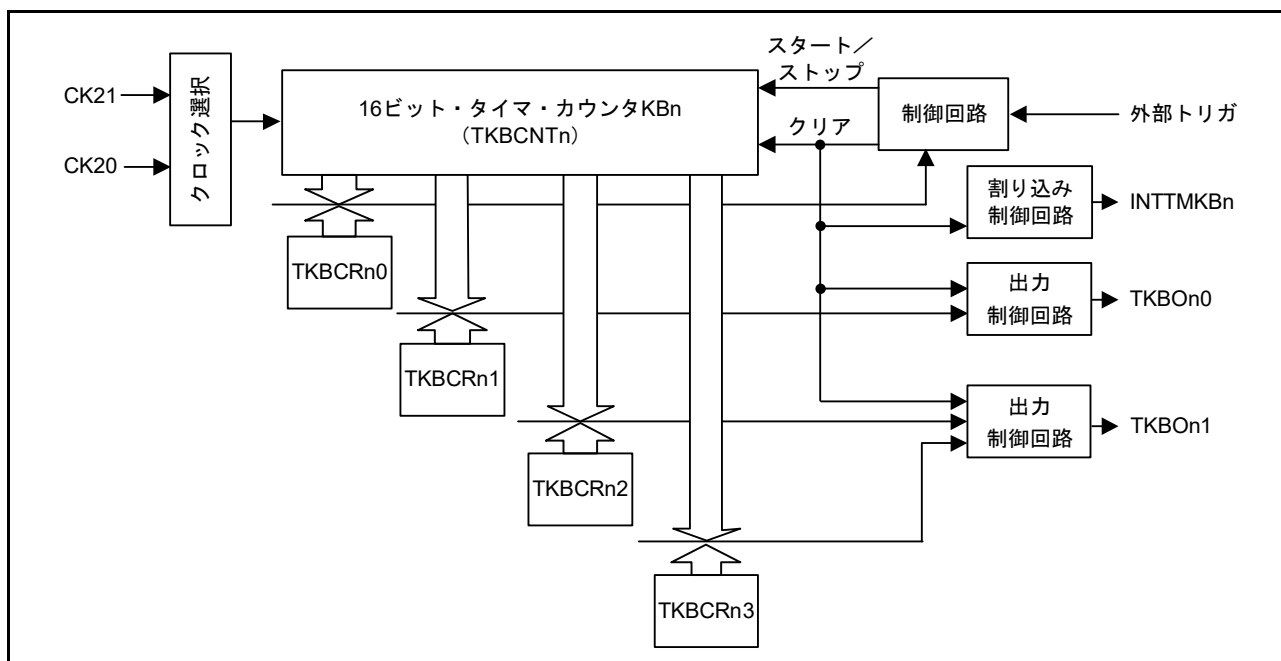 スタート／
ストップ
CK21
CK20
クロック選択
16ビット・タイマ・カウンタKBn
（TKBCNTn）
クリア
制御回路
外部トリガ
割り込み
制御回路
INTTMKBn
TKBCRn0
出力
制御回路
TKBOn0
TKBCRn1
出力
制御回路
TKBOn1
TKBCRn2
TKBCRn3